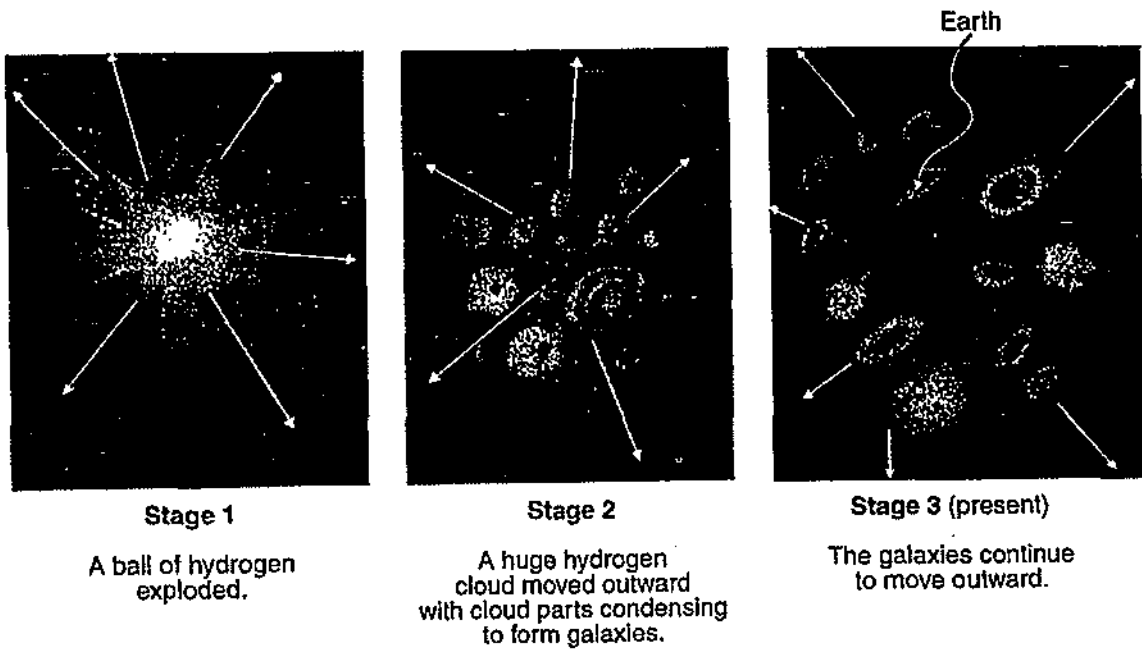 Earth
Stage 1
A ball of hydrogen
exploded.
Stage 2
A huge hydrogen
cloud moved outward
with cloud parts condensing
to form galaxies.
Stage 3 (present)
The galaxies continue
to move outward.